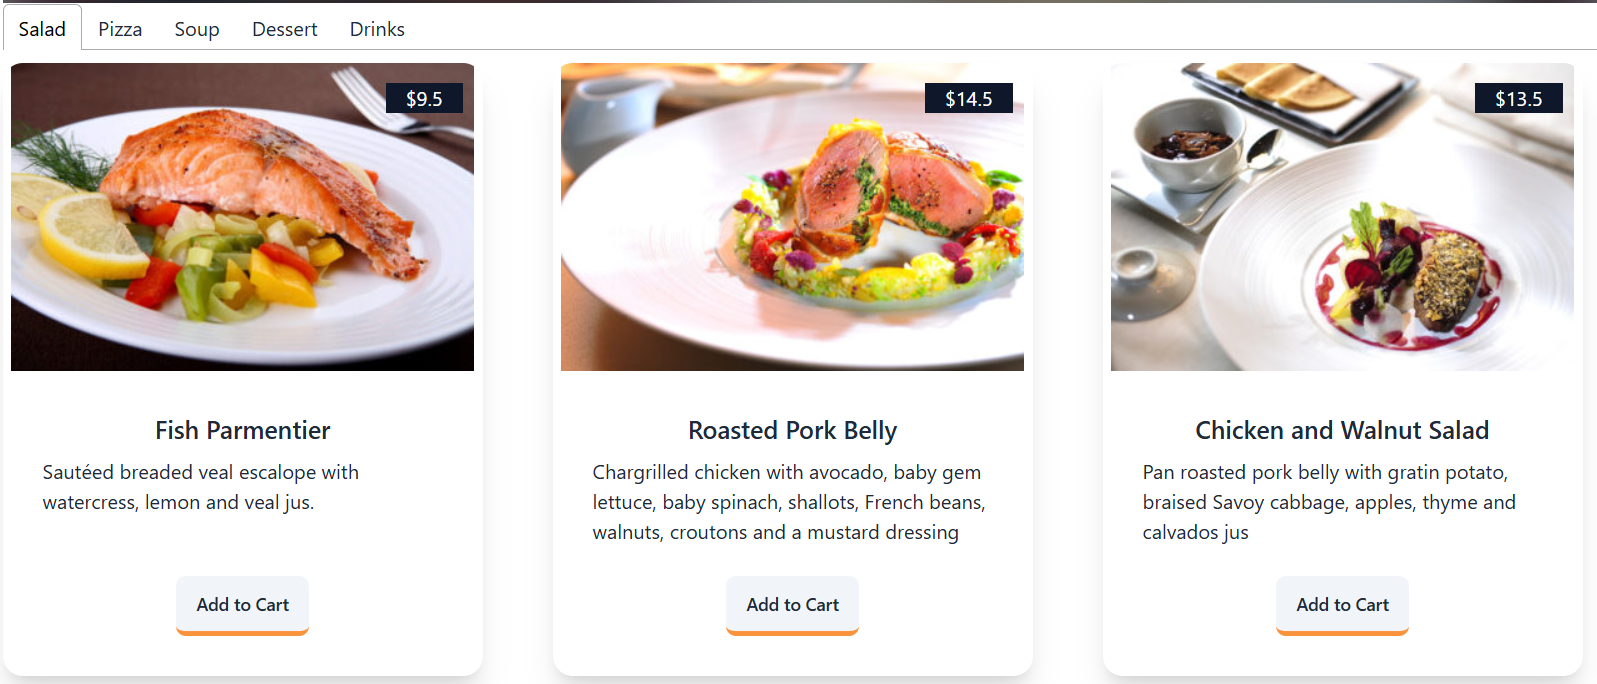 Salad Pizza Soup Dessert Drinks
$9.5
Fish Parmentier
Sautéed breaded veal escalope with
watercress, lemon and veal jus.
Add to Cart
$14.5
Roasted Pork Belly
Chargrilled chicken with avocado, baby gem
lettuce, baby spinach, shallots, French beans,
walnuts, croutons and a mustard dressing
Add to Cart
$13.5
Chicken and Walnut Salad
Pan roasted pork belly with gratin potato,
braised Savoy cabbage, apples, thyme and
calvados jus
Add to Cart